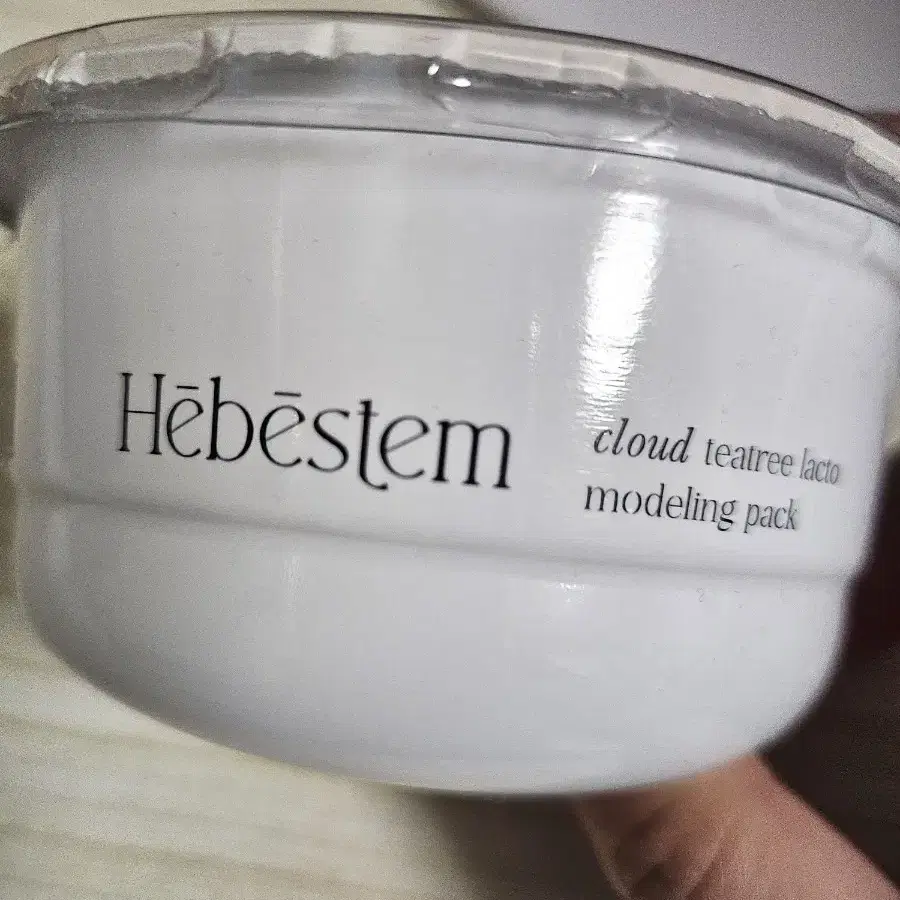 Hēbēstem
cloud teatree lacto
modeling pack